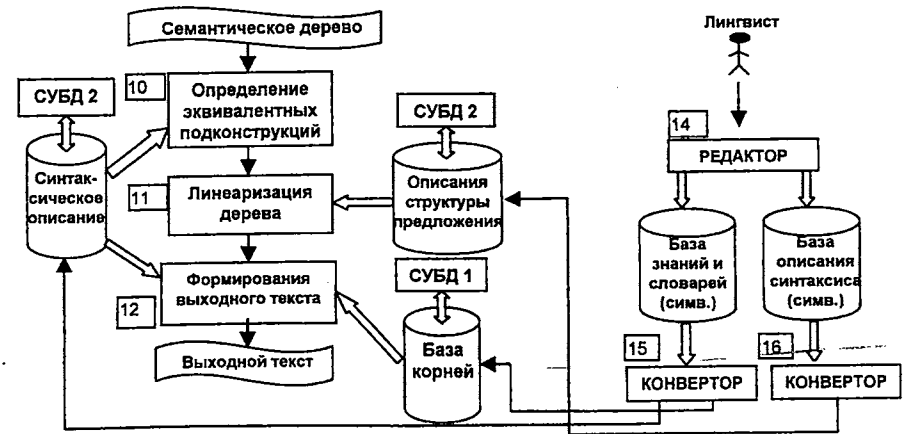 Семантическое дерево
10
Определение
эквивалентных
подконструкций
СУБД 2
Синтак-
сическое
описание
11
Линеаризация
дерева
СУБД 2
Описания
структуры
предложения
12
Формирования
выходного текста
СУБД 1
База
корней
Выходной текст
Лингвист
14
РЕДАКТОР
База
знаний и
словарей
(симв.)
База
описания
синтаксиса
(симв.)
15
КОНВЕРТОР
16
КОНВЕРТОР